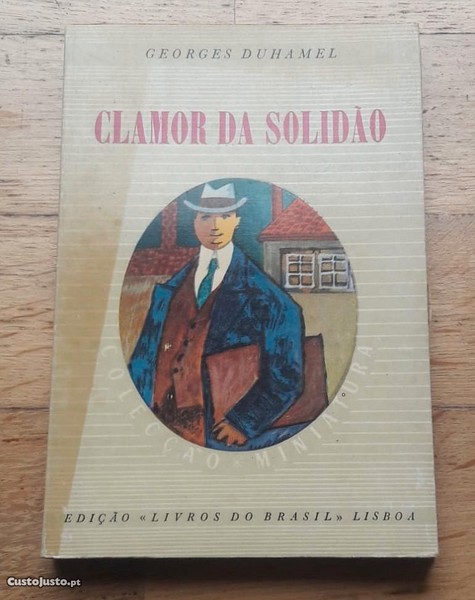 GEORGES DUHAMEL
CLAMOR DA SOLIDÃO
COLECÇÃO • MINIATURA
EDIÇÃO «LIVROS DO BRASIL» LISBOA
CustoJusto.pt